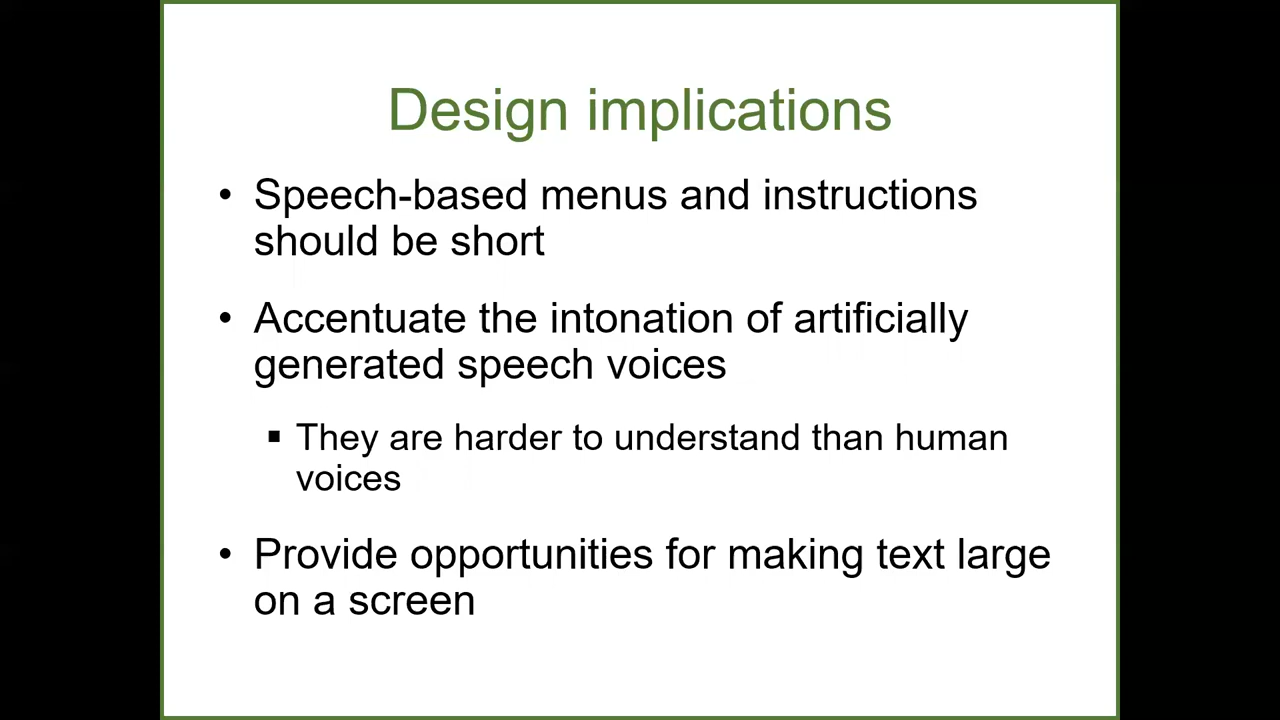 Design implications
• Speech-based menus and instructions
should be short
• Accentuate the intonation of artificially
generated speech voices
▪ They are harder to understand than human
voices
• Provide opportunities for making text large
on a screen